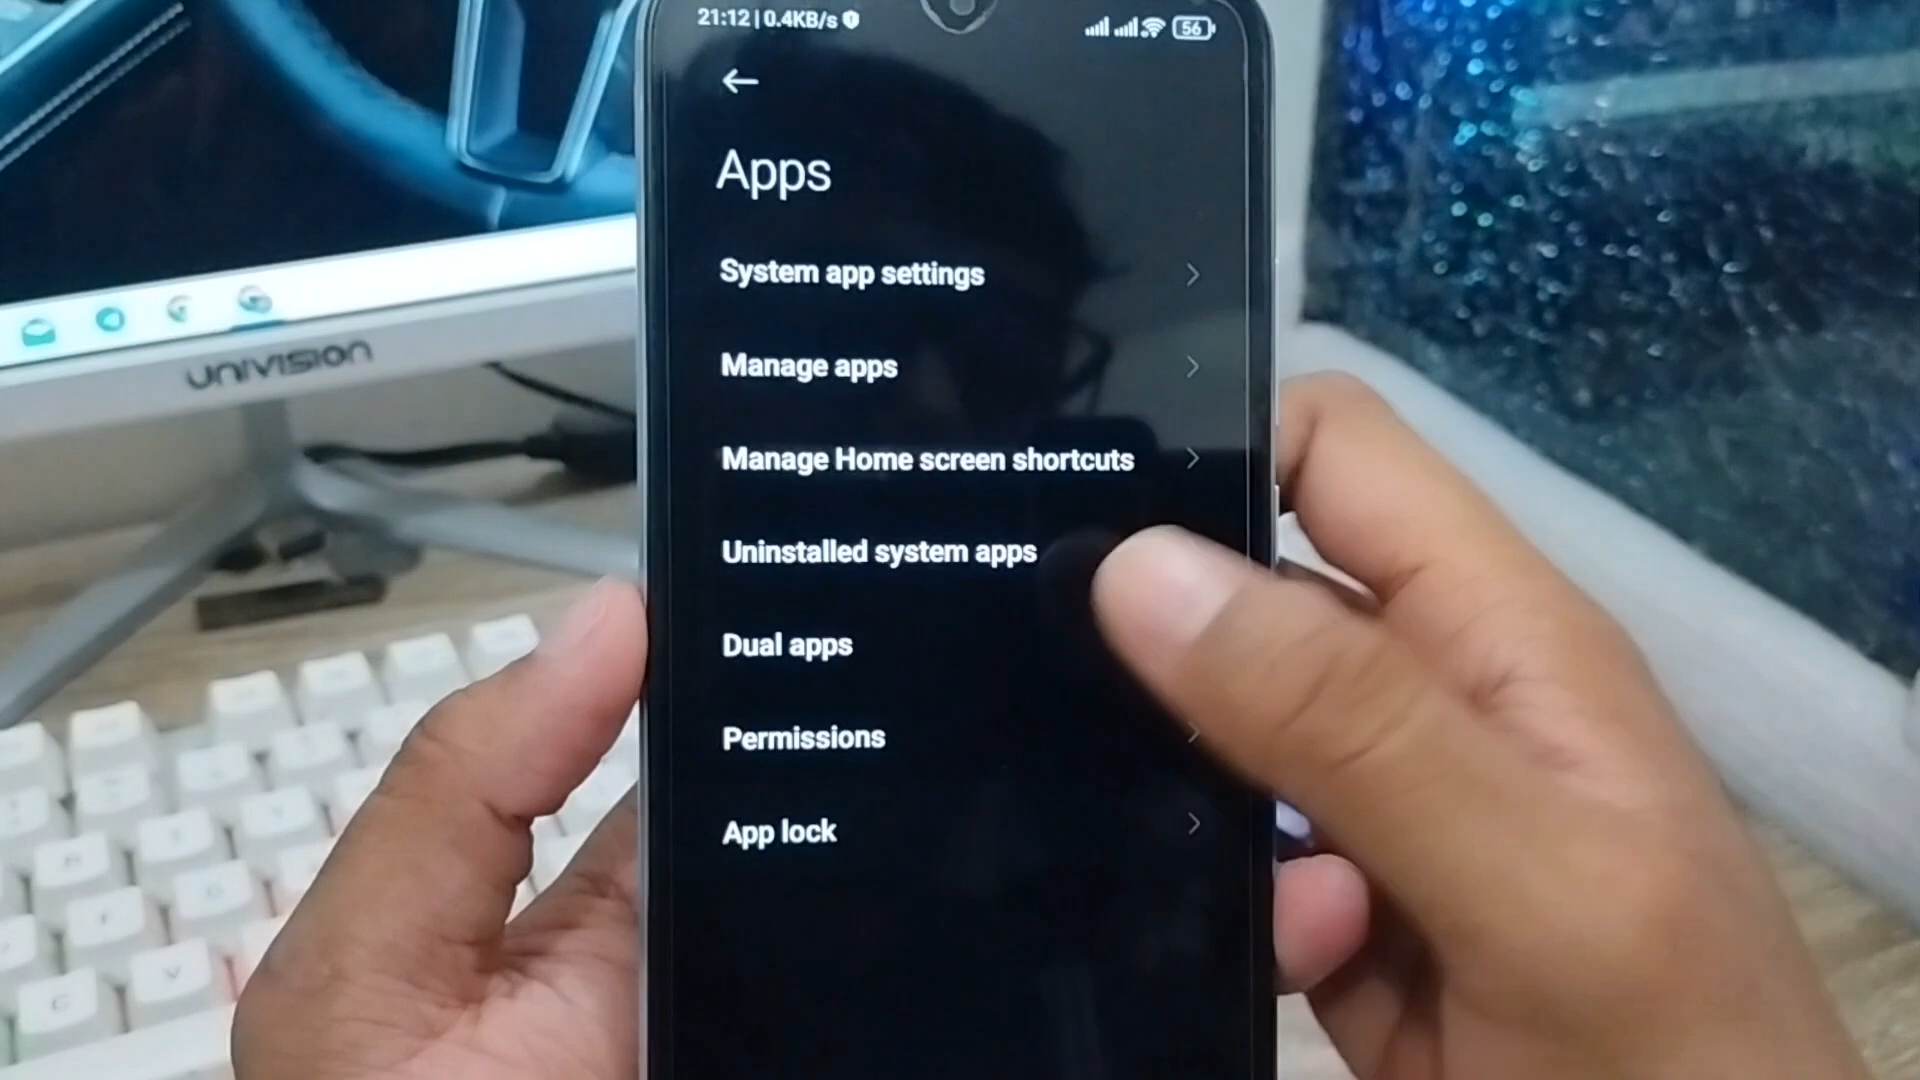 21:12 | 0.4KB/s
56
Apps
System app settings
Manage apps
Manage Home screen shortcuts
Uninstalled system apps
Dual apps
Permissions
App lock
UNIVISION
V
C